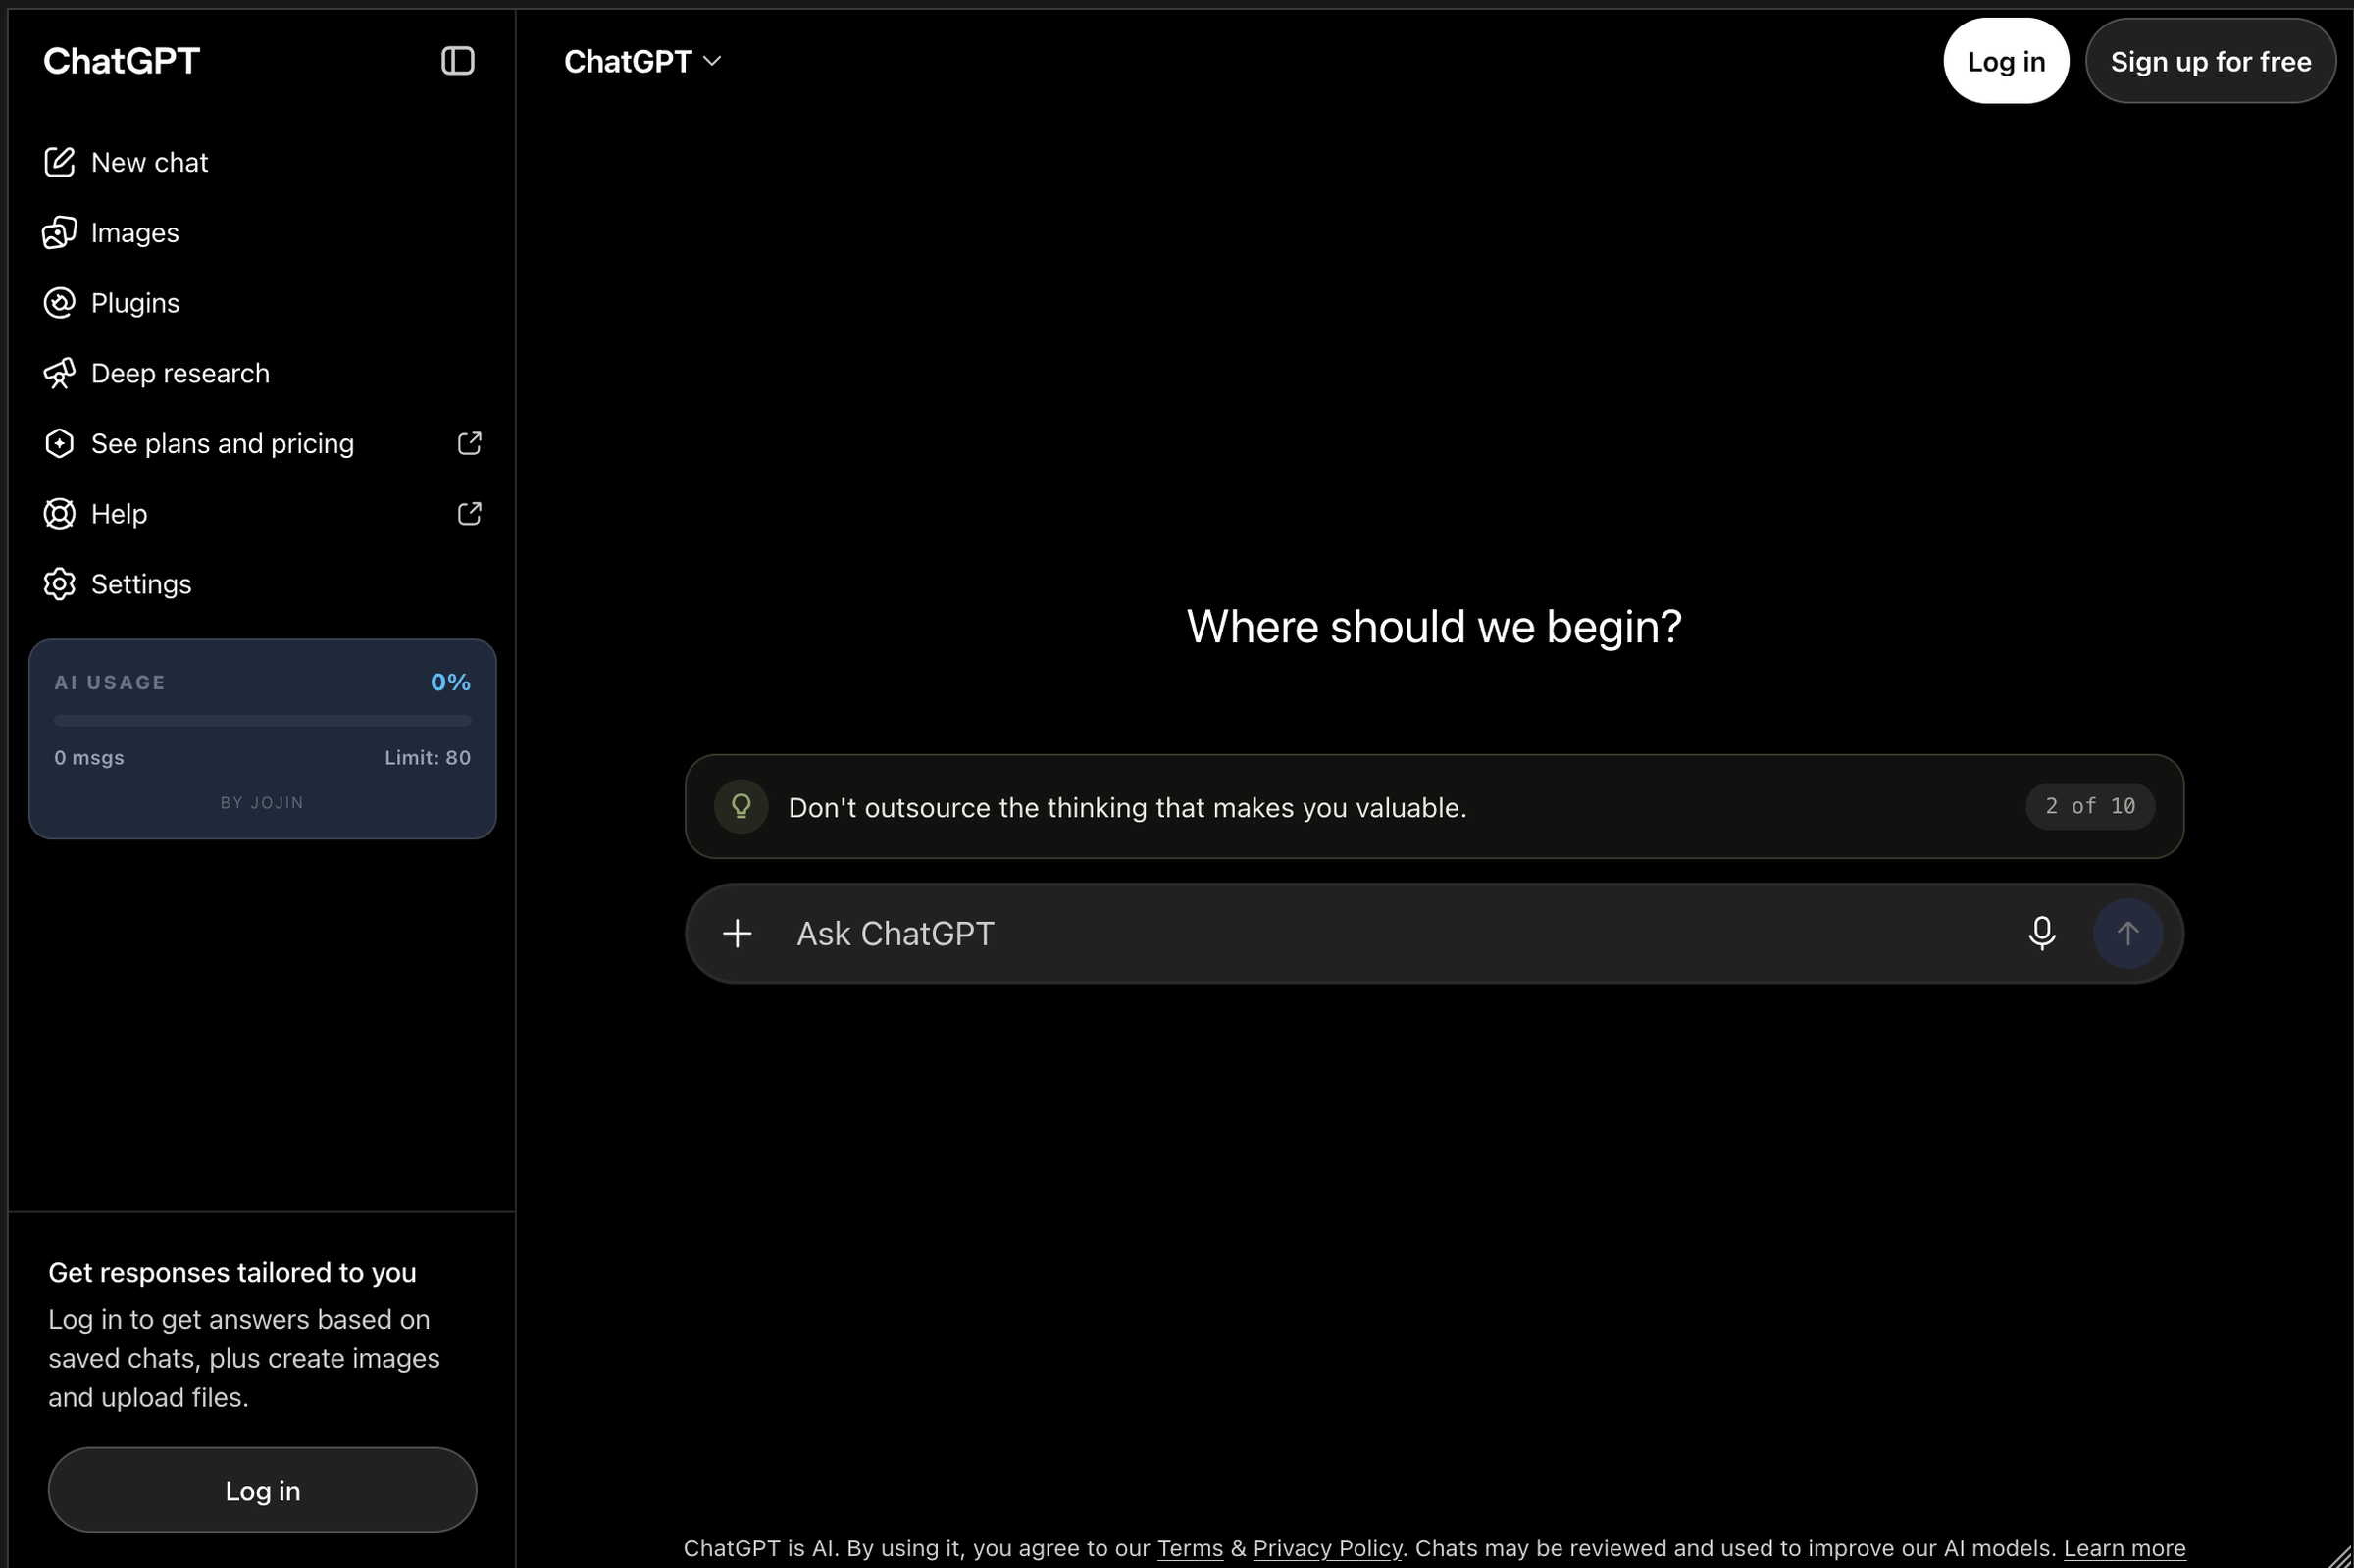 ChatGPT
New chat
Images
Plugins
Deep research
See plans and pricing
Help
Settings
AI USAGE 0%
0 msgs Limit: 80
BY JOJIN
Get responses tailored to you
Log in to get answers based on
saved chats, plus create images
and upload files.
Log in
ChatGPT
Log in
Sign up for free
Where should we begin?
Don't outsource the thinking that makes you valuable. 2 of 10
Ask ChatGPT
ChatGPT is AI. By using it, you agree to our Terms & Privacy Policy. Chats may be reviewed and used to improve our AI models. Learn more